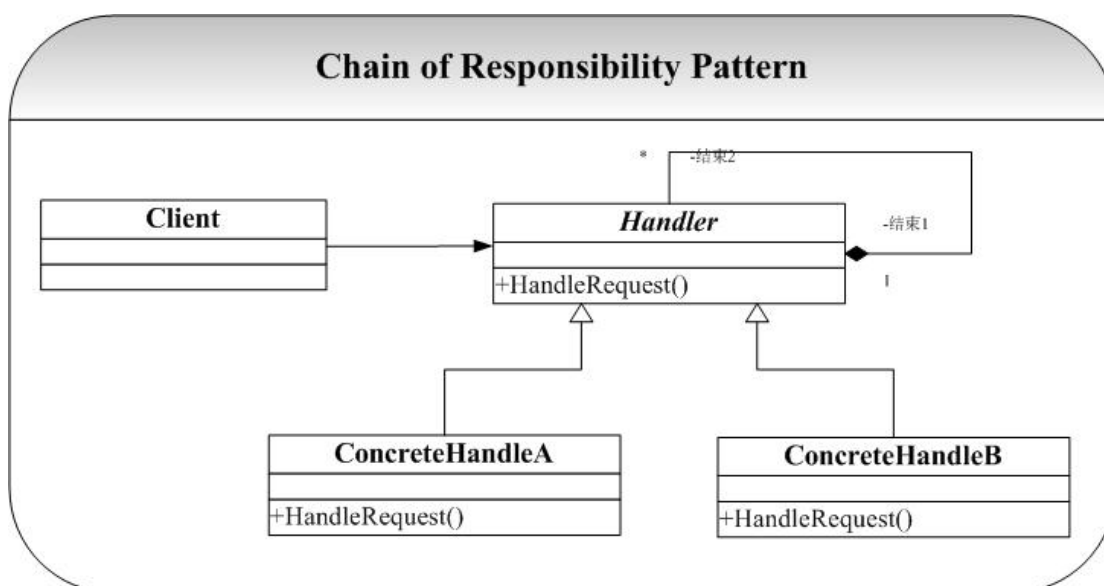 Chain of Responsibility Pattern
* -结束2
Client
Handler
-结束1
+HandleRequest()
1
ConcreteHandleA
+HandleRequest()
ConcreteHandleB
+HandleRequest()